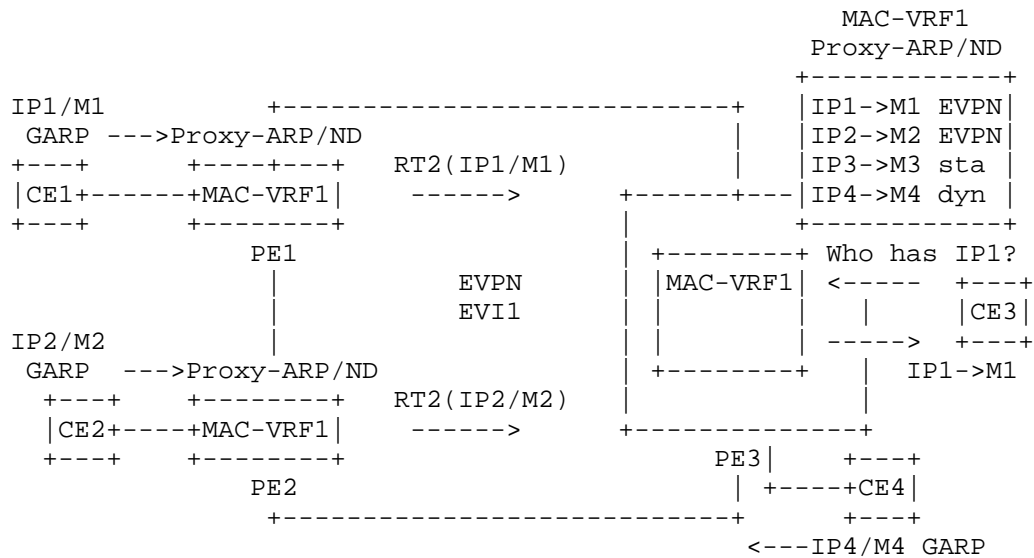 MAC-VRF1
Proxy-ARP/ND
IP1/M1
IP1->M1 EVPN
GARP --->Proxy-ARP/ND
IP2->M2 EVPN
RT2(IP1/M1)
IP3->M3 sta
CE1
MAC-VRF1
------>
IP4->M4 dyn
PE1
Who has IP1?
EVPN
MAC-VRF1
<-----
EVI1
CE3
IP2/M2
----->
GARP --->Proxy-ARP/ND
IP1->M1
RT2(IP2/M2)
CE2
MAC-VRF1
------>
PE3
PE2
CE4
<---IP4/M4 GARP